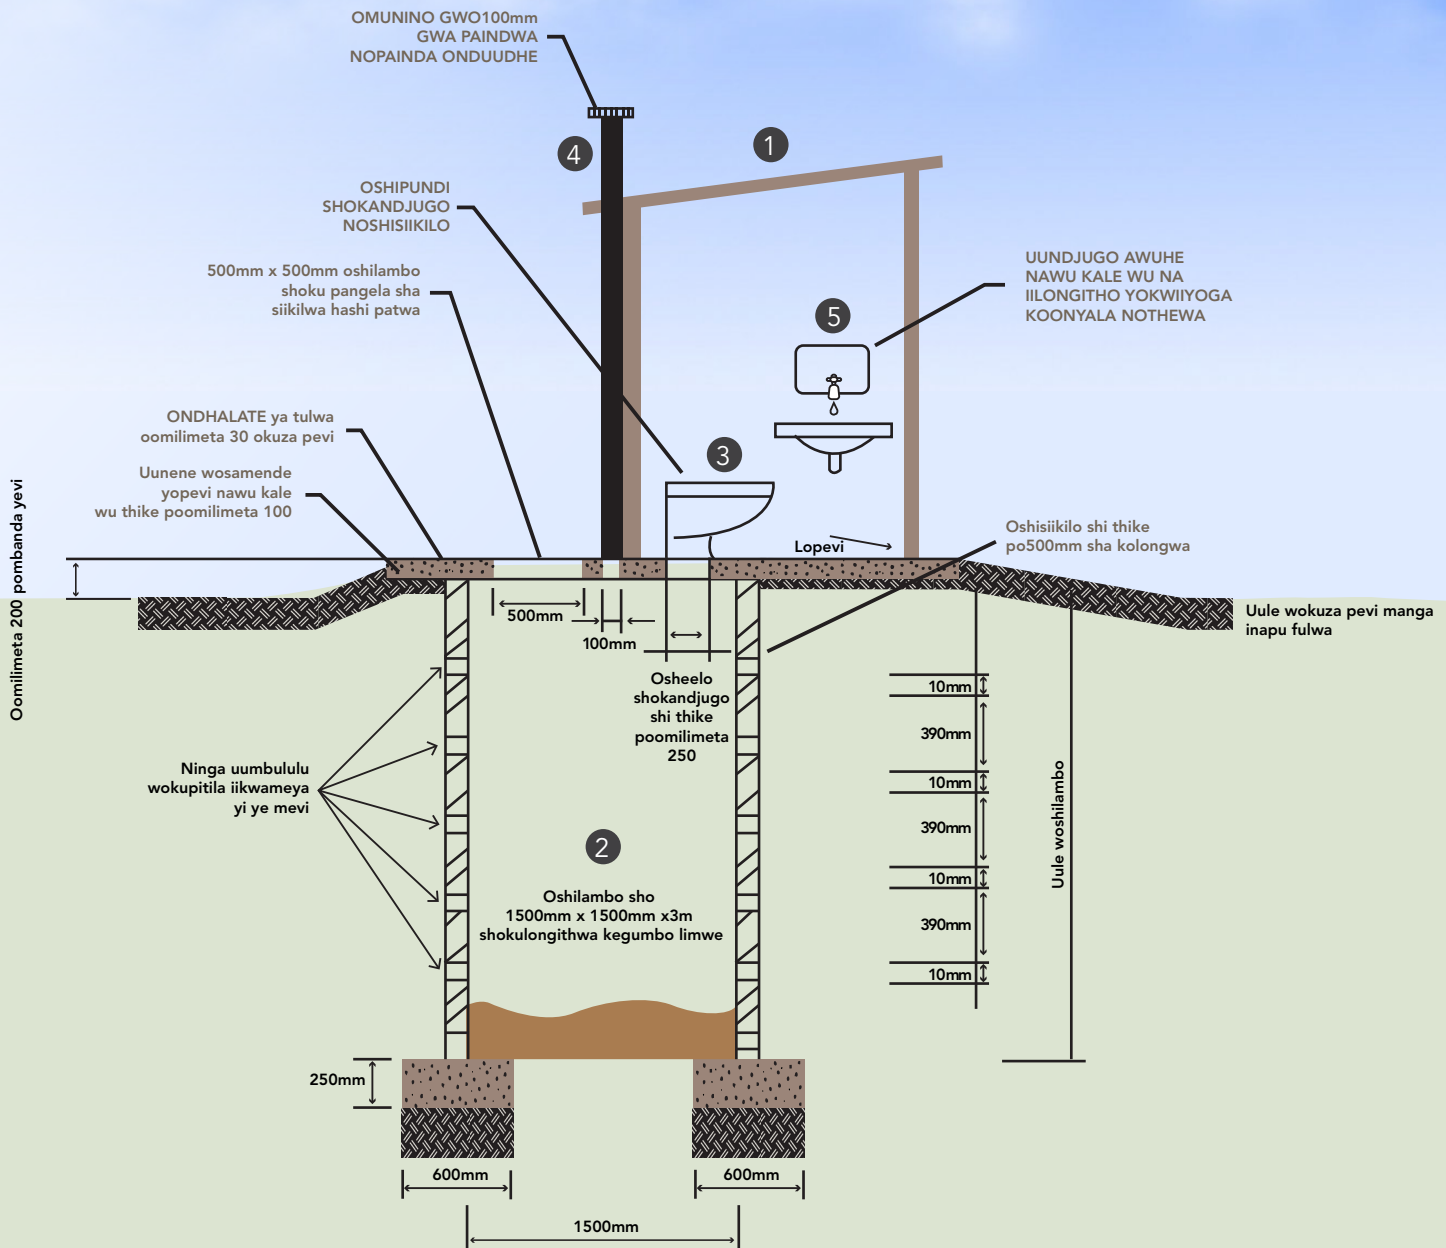 OMUNINO GWO100mm
GWA PAINDWA
NOPAINDA ONDUUDHE
4
1
OSHIPUNDI
SHOKANDJUGO
NOSHISIIKILO
500mm x 500mm oshilambo
shoku pangela sha
siikilwa hashi patwa
UUNDJUGO AWUHE
NAWU KALE WU NA
IILONGITHO YOKWIIYOGA
KOONYALA NOTHEWA
5
ONDHALATE ya tulwa
oomilimeta 30 okuza pevi
3
Uunene wosamende
yopevi nawu kale
wu thike poomilimeta 100
Oomilimeta 200 pombanda yevi
Lopevi
Oshisiikilo shi thike
po500mm sha kolongwa
Uule wokuza pevi manga
inapu fulwa
500mm
100mm
Osheelo
shokandjugo
shi thike
poomilimeta
250
10mm
390mm
10mm
390mm
10mm
390mm
10mm
Uule woshilambo
Ninga uumbululu
wokupitila iikwameya
yi ye mevi
2
Oshilambo sho
1500mm x 1500mm x3m
shokulongithwa kegumbo limwe
250mm
600mm
600mm
1500mm